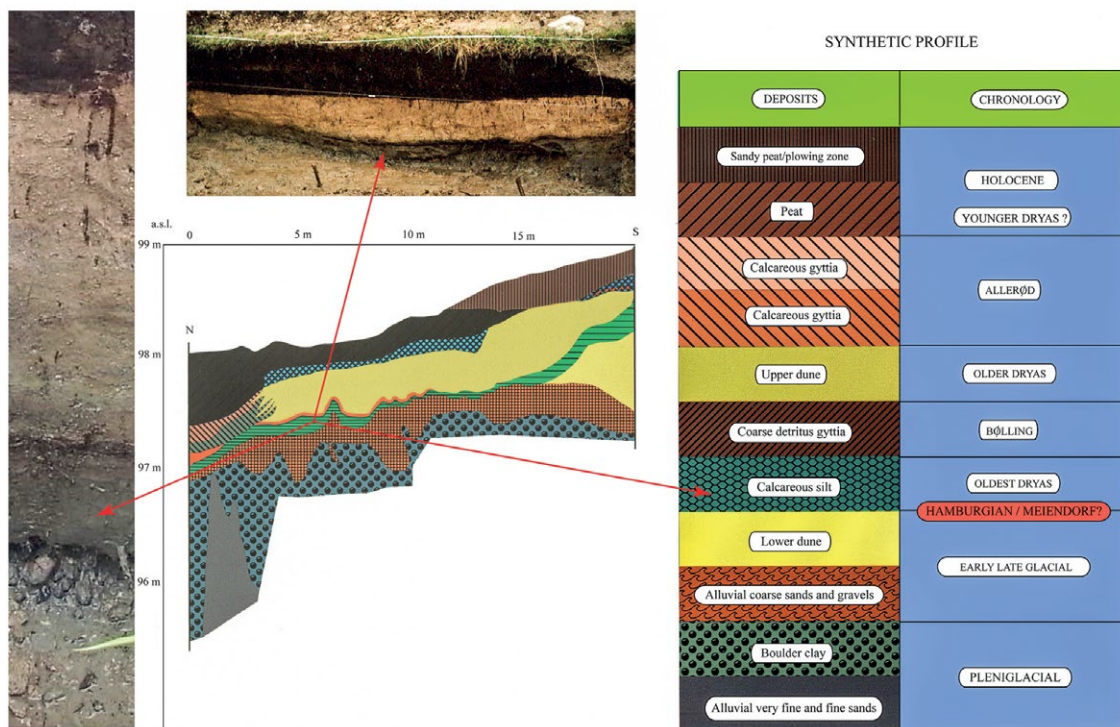 SYNTHETIC PROFILE
DEPOSITS
CHRONOLOGY
Sandy peat/plowing zone
HOLOCENE
Peat
YOUNGER DRYAS ?
Calcareous gyttia
ALLERØD
Calcareous gyttia
Upper dune
OLDER DRYAS
Coarse detritus gyttia
BØLLING
Calcareous silt
OLDEST DRYAS
HAMBURGIAN / MEIENDORF?
Lower dune
EARLY LATE GLACIAL
Alluvial coarse sands and gravels
Boulder clay
PLENIGLACIAL
Alluvial very fine and fine sands
a.s.l.
0
5 m
10 m
15 m
S
99 m
N
98 m
97 m
96 m